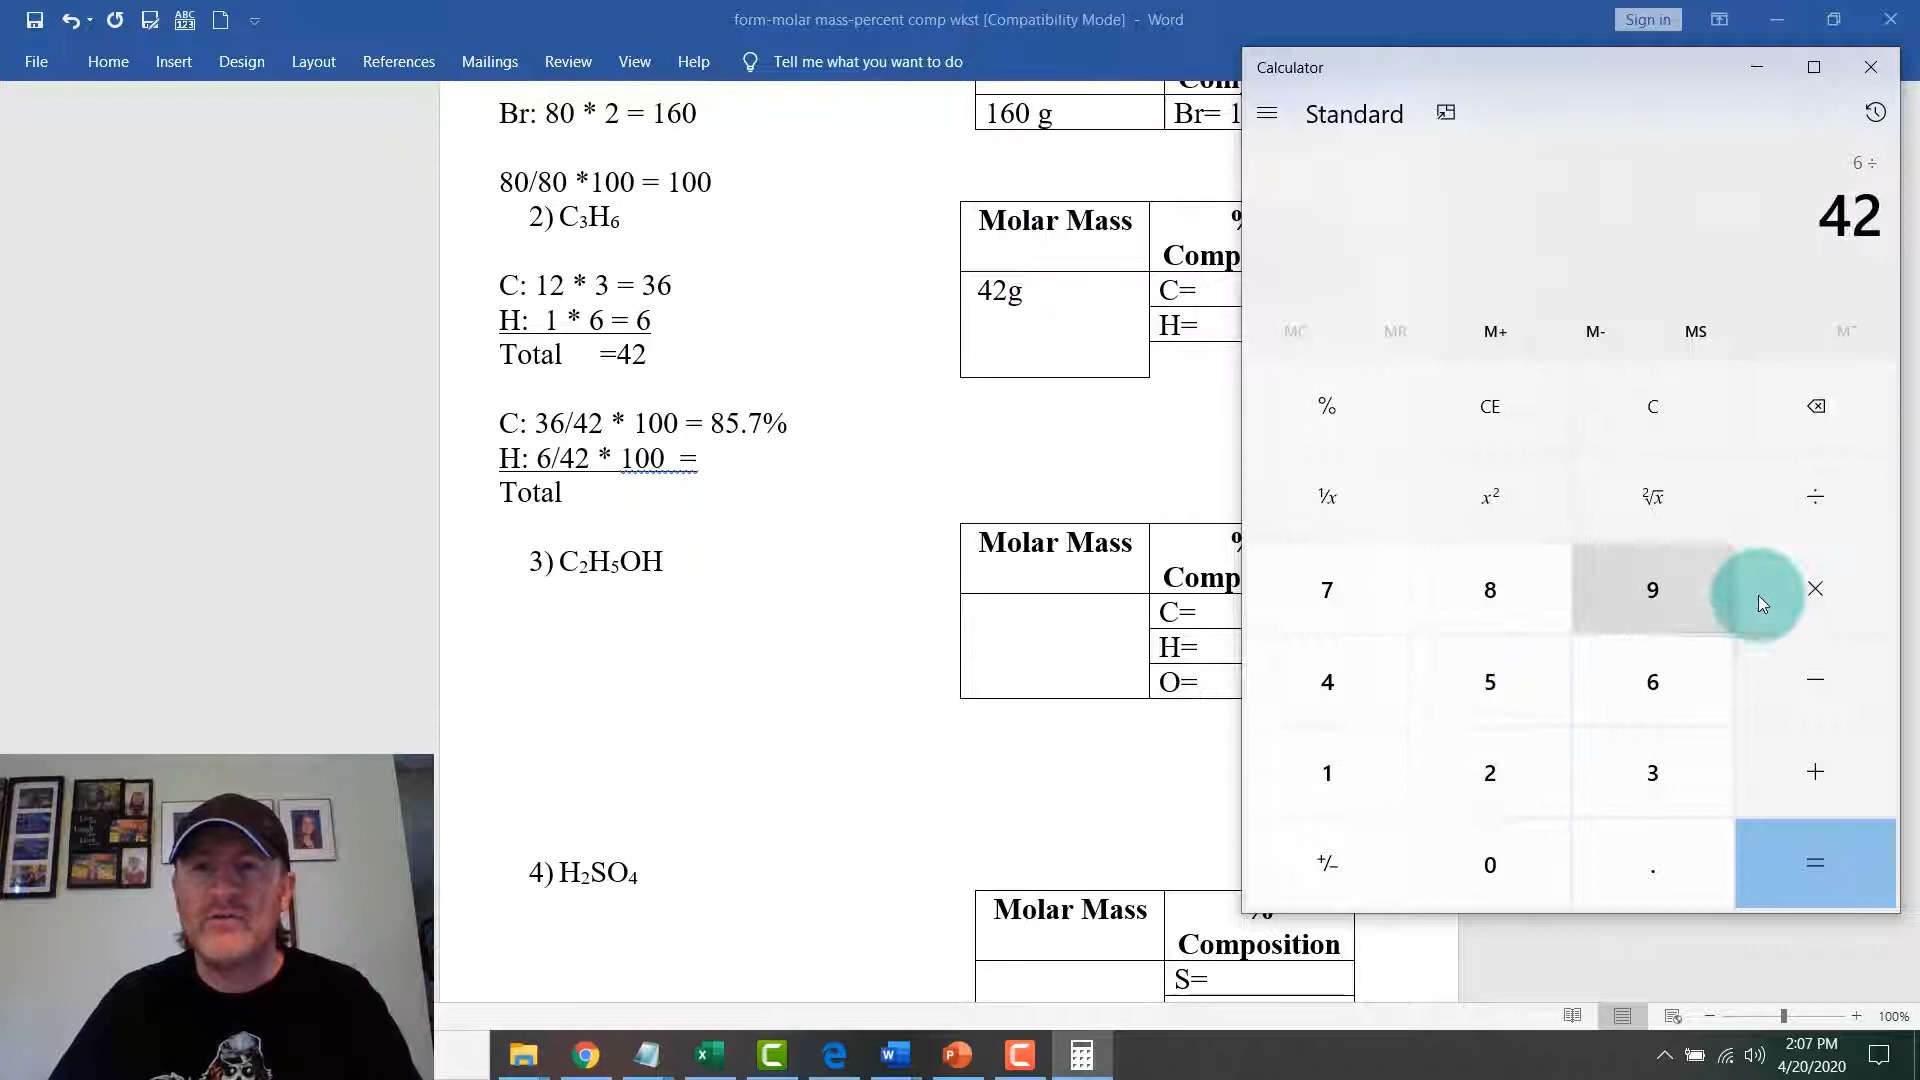 ABC
123
form-molar mass-percent comp wkst [Compatibility Mode] - Word
Sign in
File Home Insert Design Layout References Mailings Review View Help Tell me what you want to do
Br: 80 * 2 = 160
160 g
Br= 1
80/80 *100 = 100
2) C₃H₆
Molar Mass
%
Comp
C: 12 * 3 = 36
42g
C=
H: 1 * 6 = 6
H=
Total =42
C: 36/42 * 100 = 85.7%
H: 6/42 * 100 =
Total
3) C₂H₅OH
Molar Mass
%
Comp
C=
H=
O=
4) H₂SO₄
Molar Mass
%
Composition
S=
Calculator
Standard
6 ÷
42
MC MR M+ M- MS M˅
% CE C
¹/x x² ²√x ÷
7 8 9 ×
4 5 6 −
1 2 3 +
+/− 0 . =
100%
2:07 PM
4/20/2020